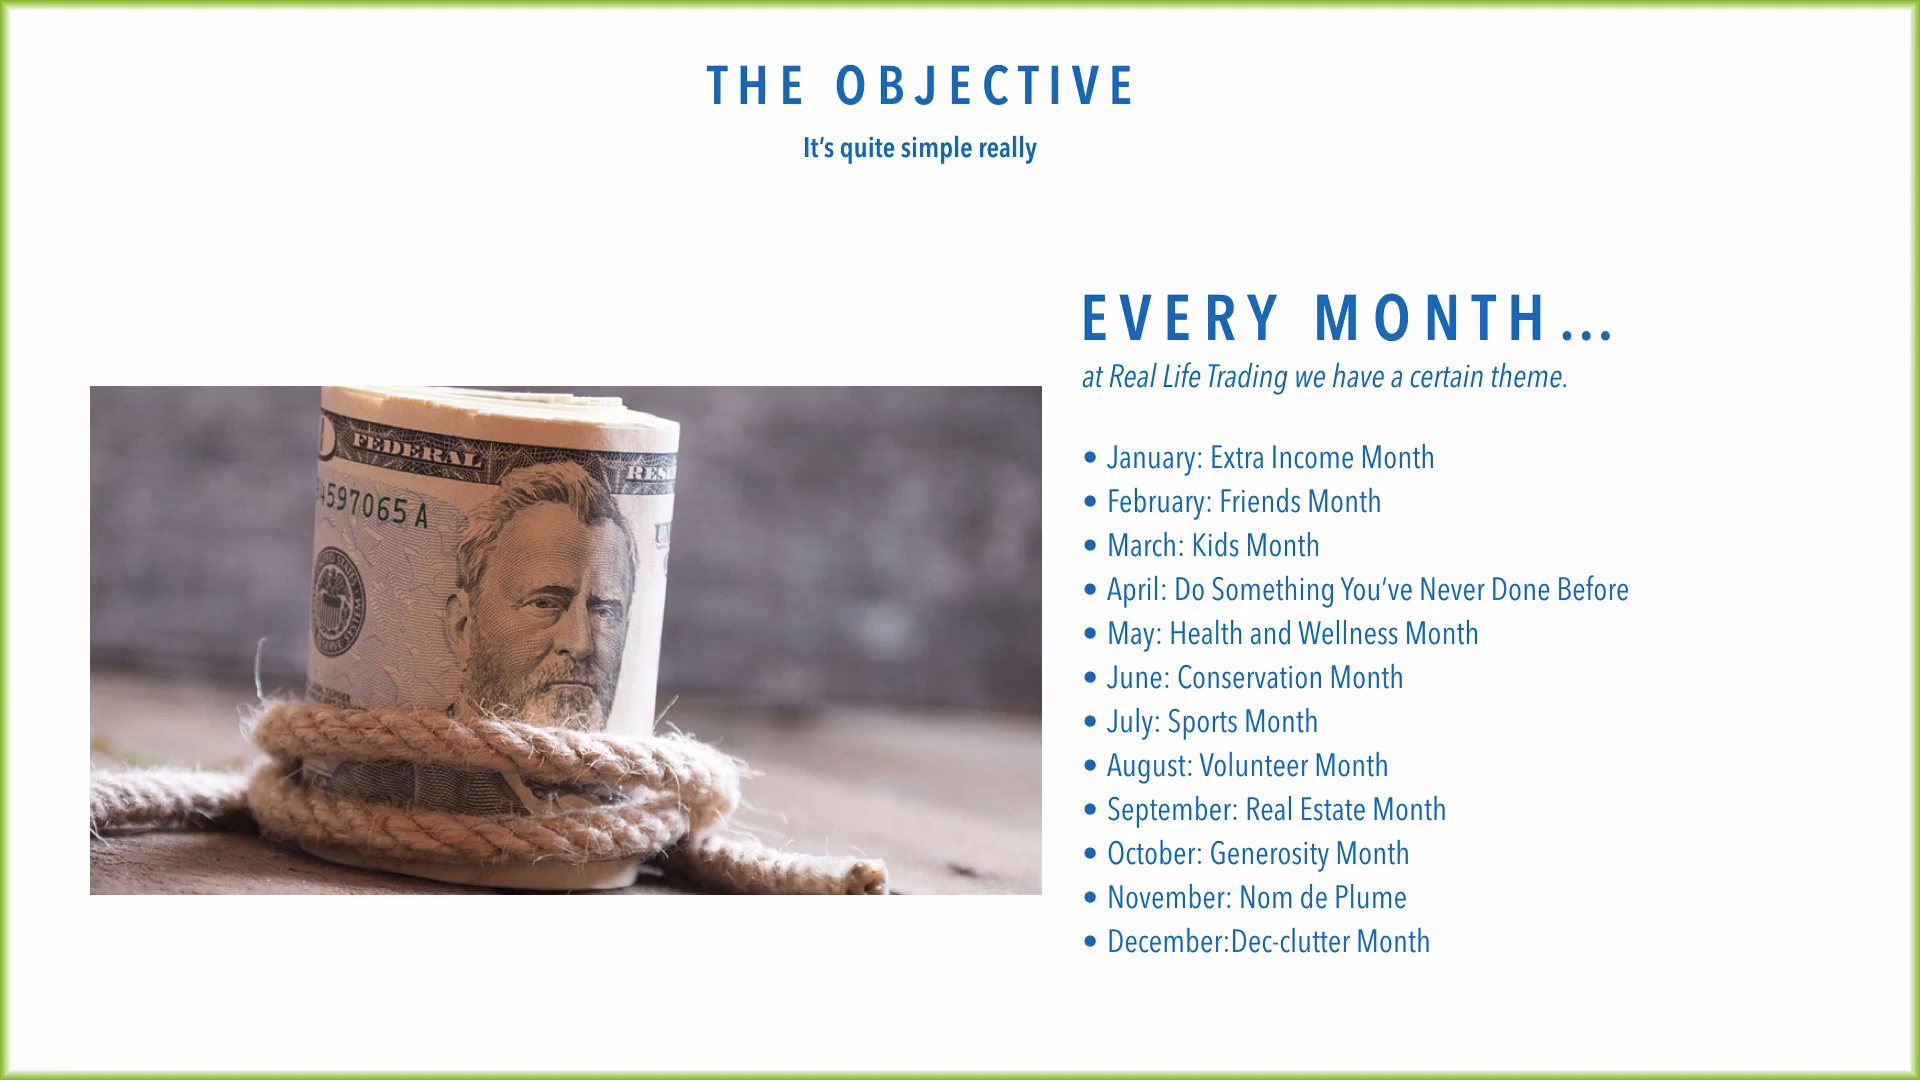 THE OBJECTIVE
It’s quite simple really
EVERY MONTH...
at Real Life Trading we have a certain theme.
• January: Extra Income Month
• February: Friends Month
• March: Kids Month
• April: Do Something You’ve Never Done Before
• May: Health and Wellness Month
• June: Conservation Month
• July: Sports Month
• August: Volunteer Month
• September: Real Estate Month
• October: Generosity Month
• November: Nom de Plume
• December:Dec-clutter Month
FEDERAL
4597065 A